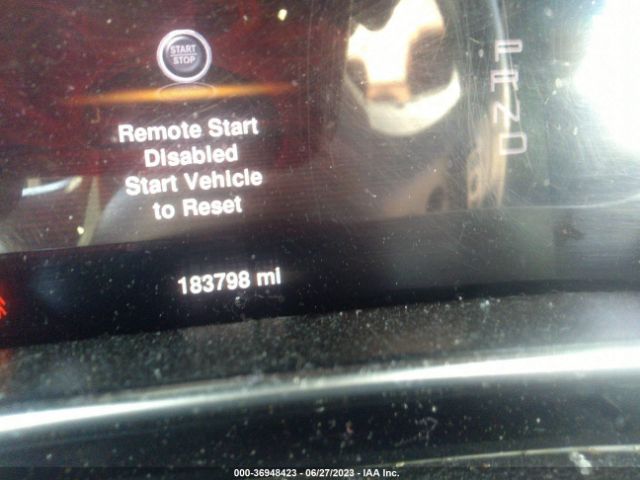 START
STOP
Remote Start
Disabled
Start Vehicle
to Reset
P
R
N
D
183798 mi
000-36948423 - 06/27/2023 - IAA Inc.